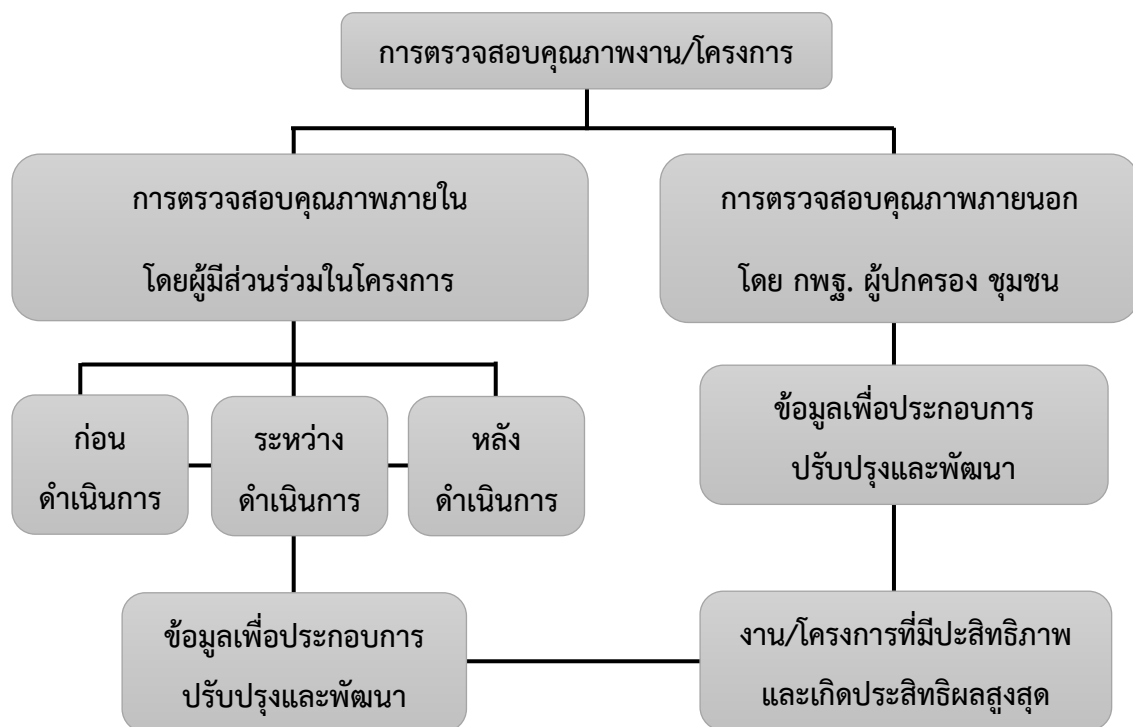 การตรวจสอบคุณภาพงาน/โครงการ
การตรวจสอบคุณภาพภายใน
โดยผู้มีส่วนร่วมในโครงการ
การตรวจสอบคุณภาพภายนอก
โดย กพฐ. ผู้ปกครอง ชุมชน
ก่อน
ดำเนินการ
ระหว่าง
ดำเนินการ
หลัง
ดำเนินการ
ข้อมูลเพื่อประกอบการ
ปรับปรุงและพัฒนา
ข้อมูลเพื่อประกอบการ
ปรับปรุงและพัฒนา
งาน/โครงการที่มีปะสิทธิภาพ
และเกิดประสิทธิผลสูงสุด